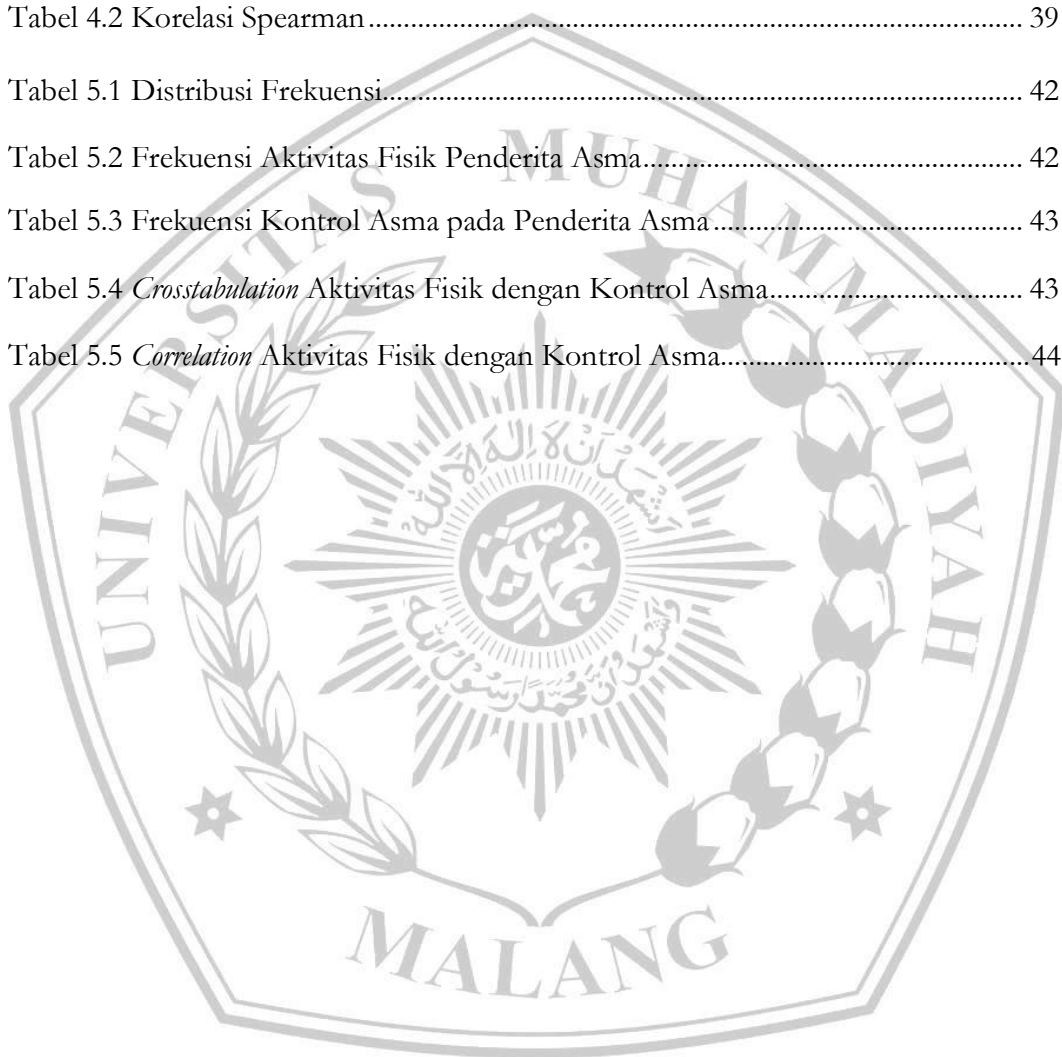 Tabel 4.2 Korelasi Spearman.......................................................................................................... 39
Tabel 5.1 Distribusi Frekuensi........................................................................................................ 42
Tabel 5.2 Frekuensi Aktivitas Fisik Penderita Asma............................................................. 42
Tabel 5.3 Frekuensi Kontrol Asma pada Penderita Asma.................................................. 43
Tabel 5.4 Crosstabulation Aktivitas Fisik dengan Kontrol Asma......................................... 43
Tabel 5.5 Correlation Aktivitas Fisik dengan Kontrol Asma..................................................44
UNIVERSITAS MUHAMMADIYAH
MALANG